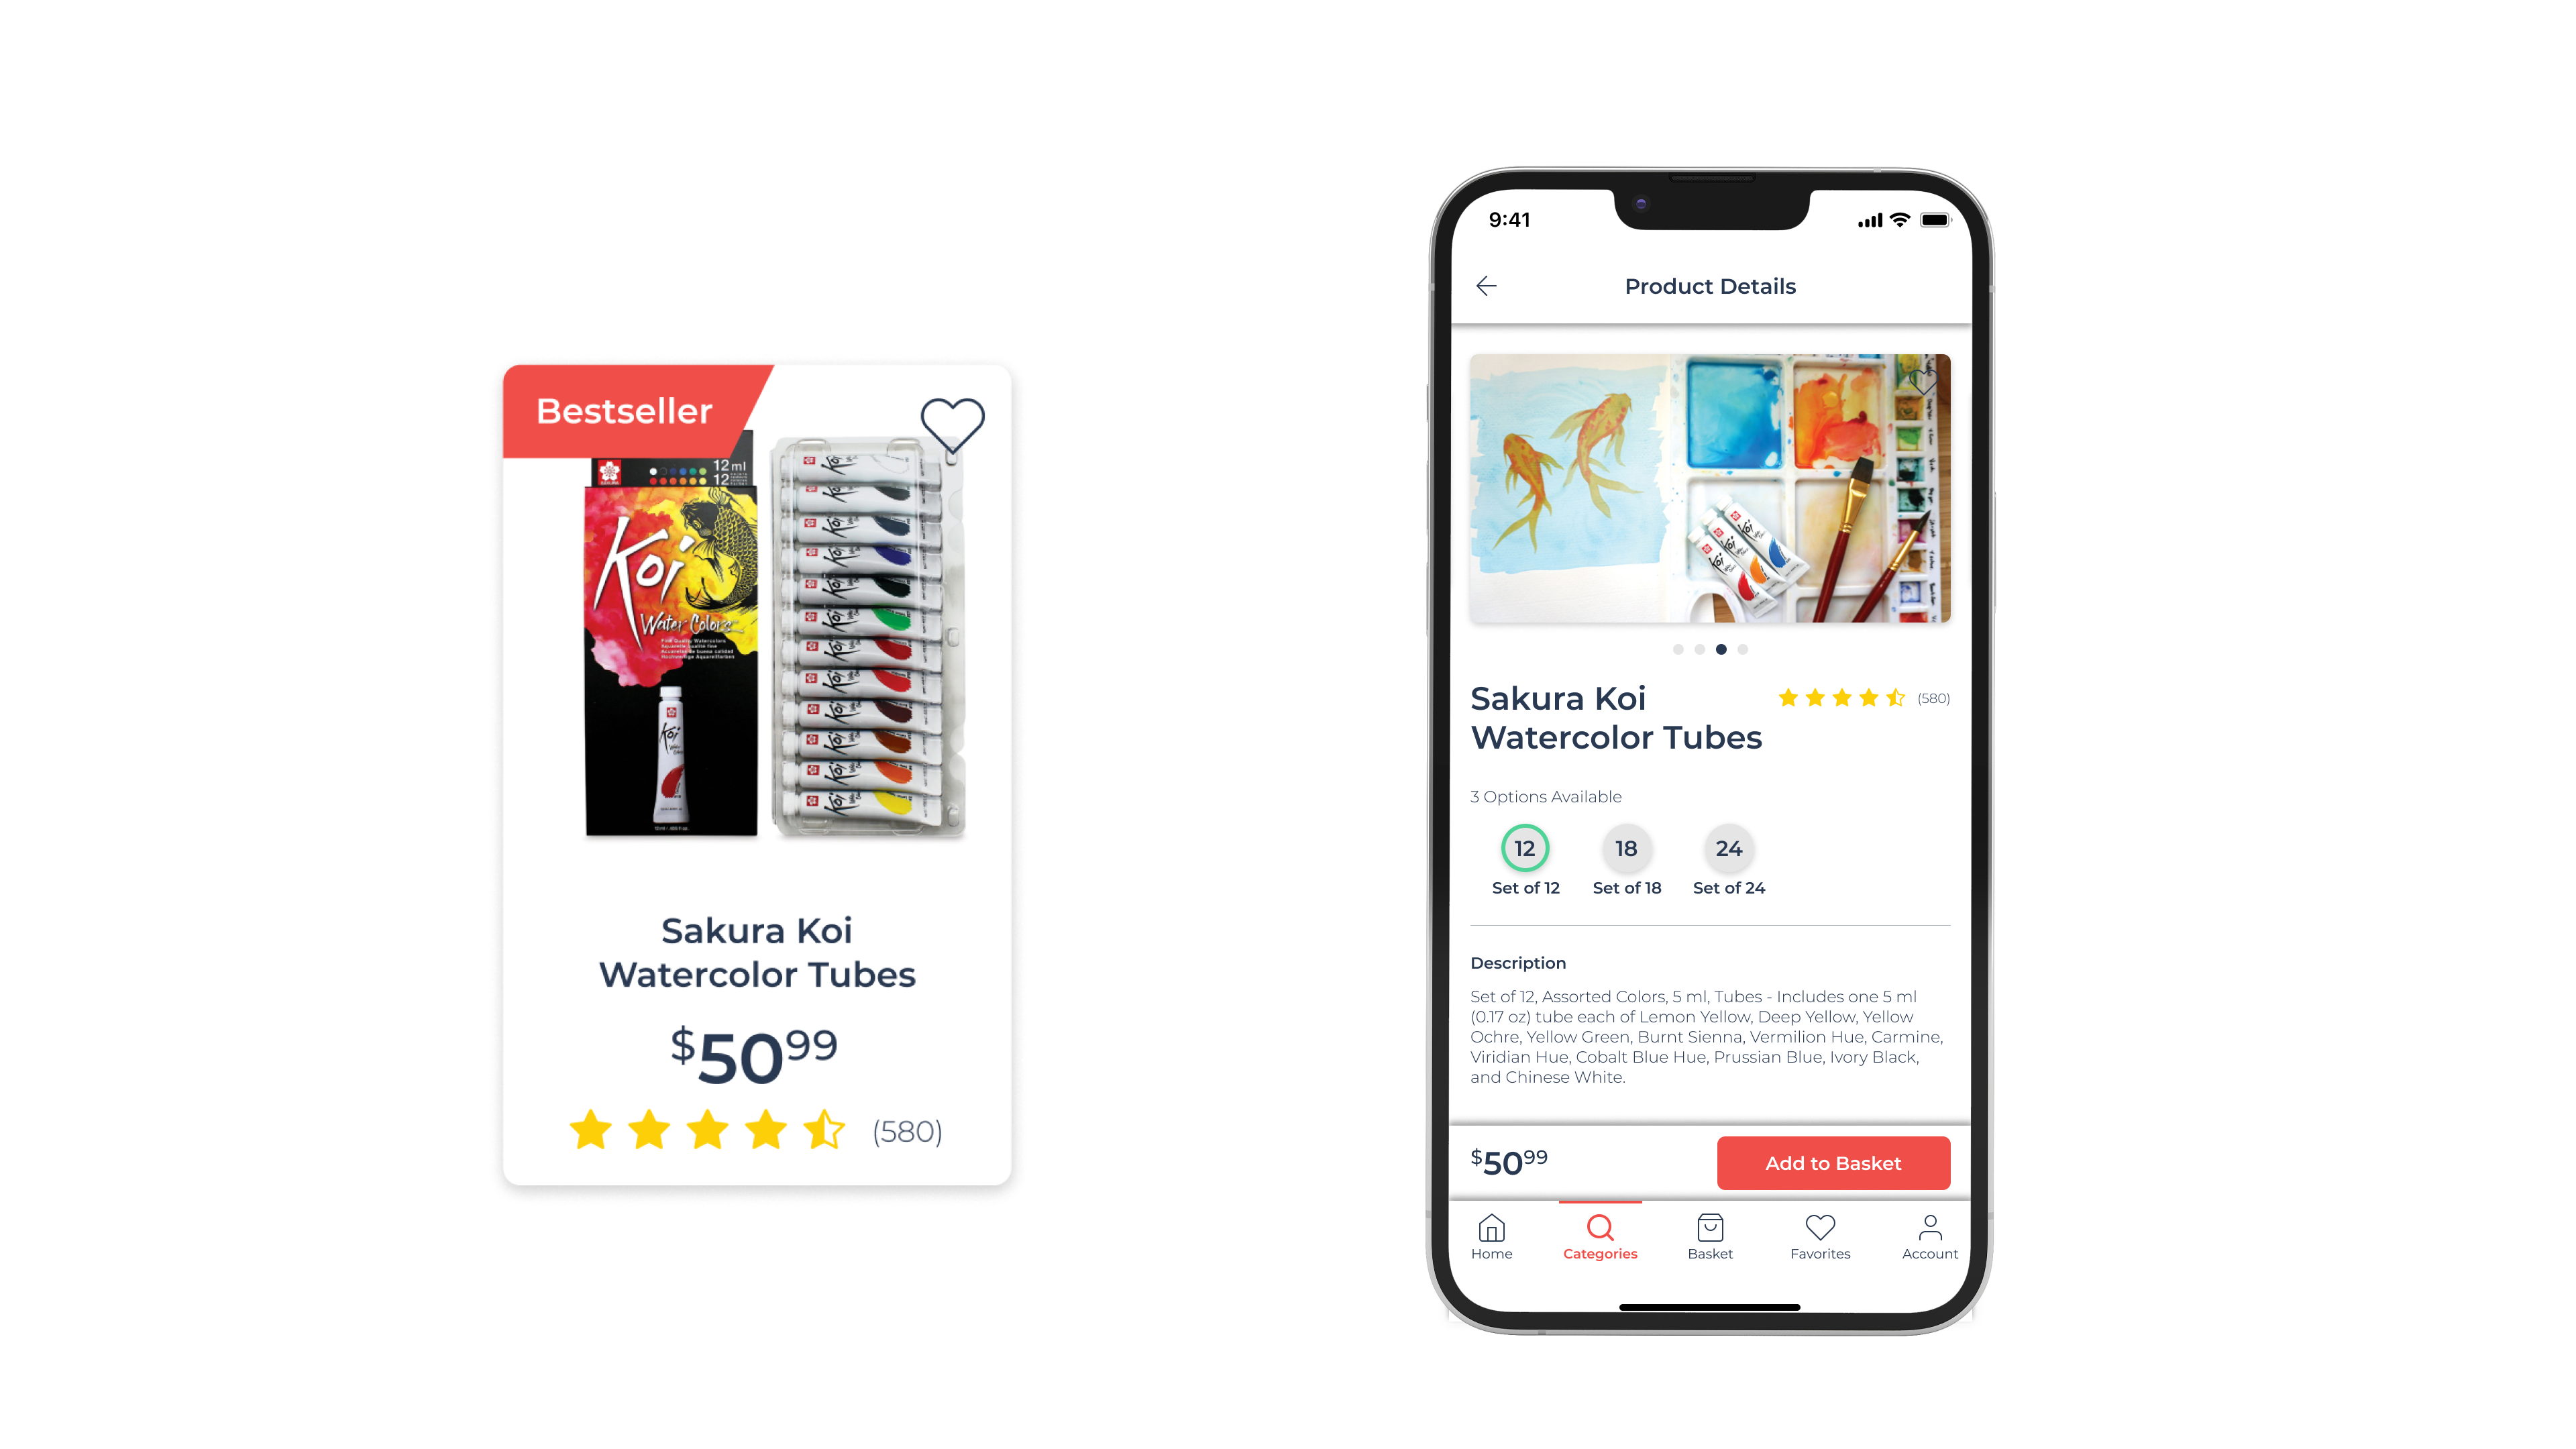 Bestseller
12 ml
12
Koi
Water Colors
Koi
Sakura Koi
Watercolor Tubes
$50 99
(580)
9:41
Product Details
Koi
Koi
Koi
Sakura Koi
Watercolor Tubes
(580)
3 Options Available
12
18
24
Set of 12
Set of 18
Set of 24
Description
Set of 12, Assorted Colors, 5 ml, Tubes - Includes one 5 ml
(0.17 oz) tube each of Lemon Yellow, Deep Yellow, Yellow
Ochre, Yellow Green, Burnt Sienna, Vermilion Hue, Carmine,
Viridian Hue, Cobalt Blue Hue, Prussian Blue, Ivory Black,
and Chinese White.
$50 99
Add to Basket
Home
Categories
Basket
Favorites
Account